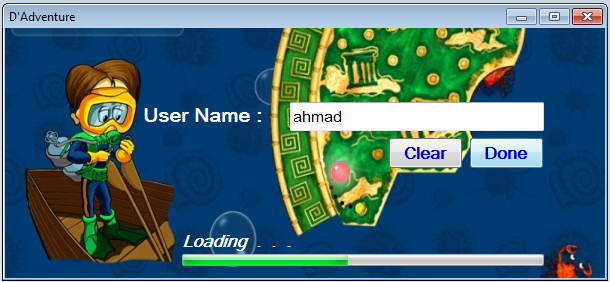 D'Adventure
User Name :
ahmad
Clear
Done
Loading . . .